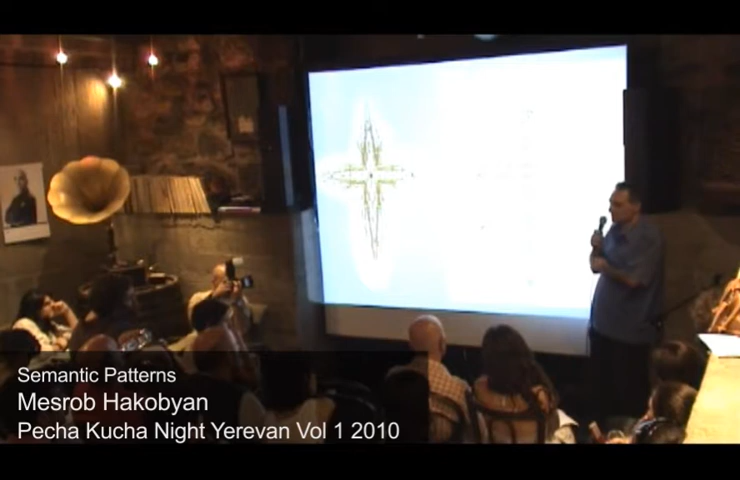 Semantic Patterns
Mesrob Hakobyan
Pecha Kucha Night Yerevan Vol 1 2010